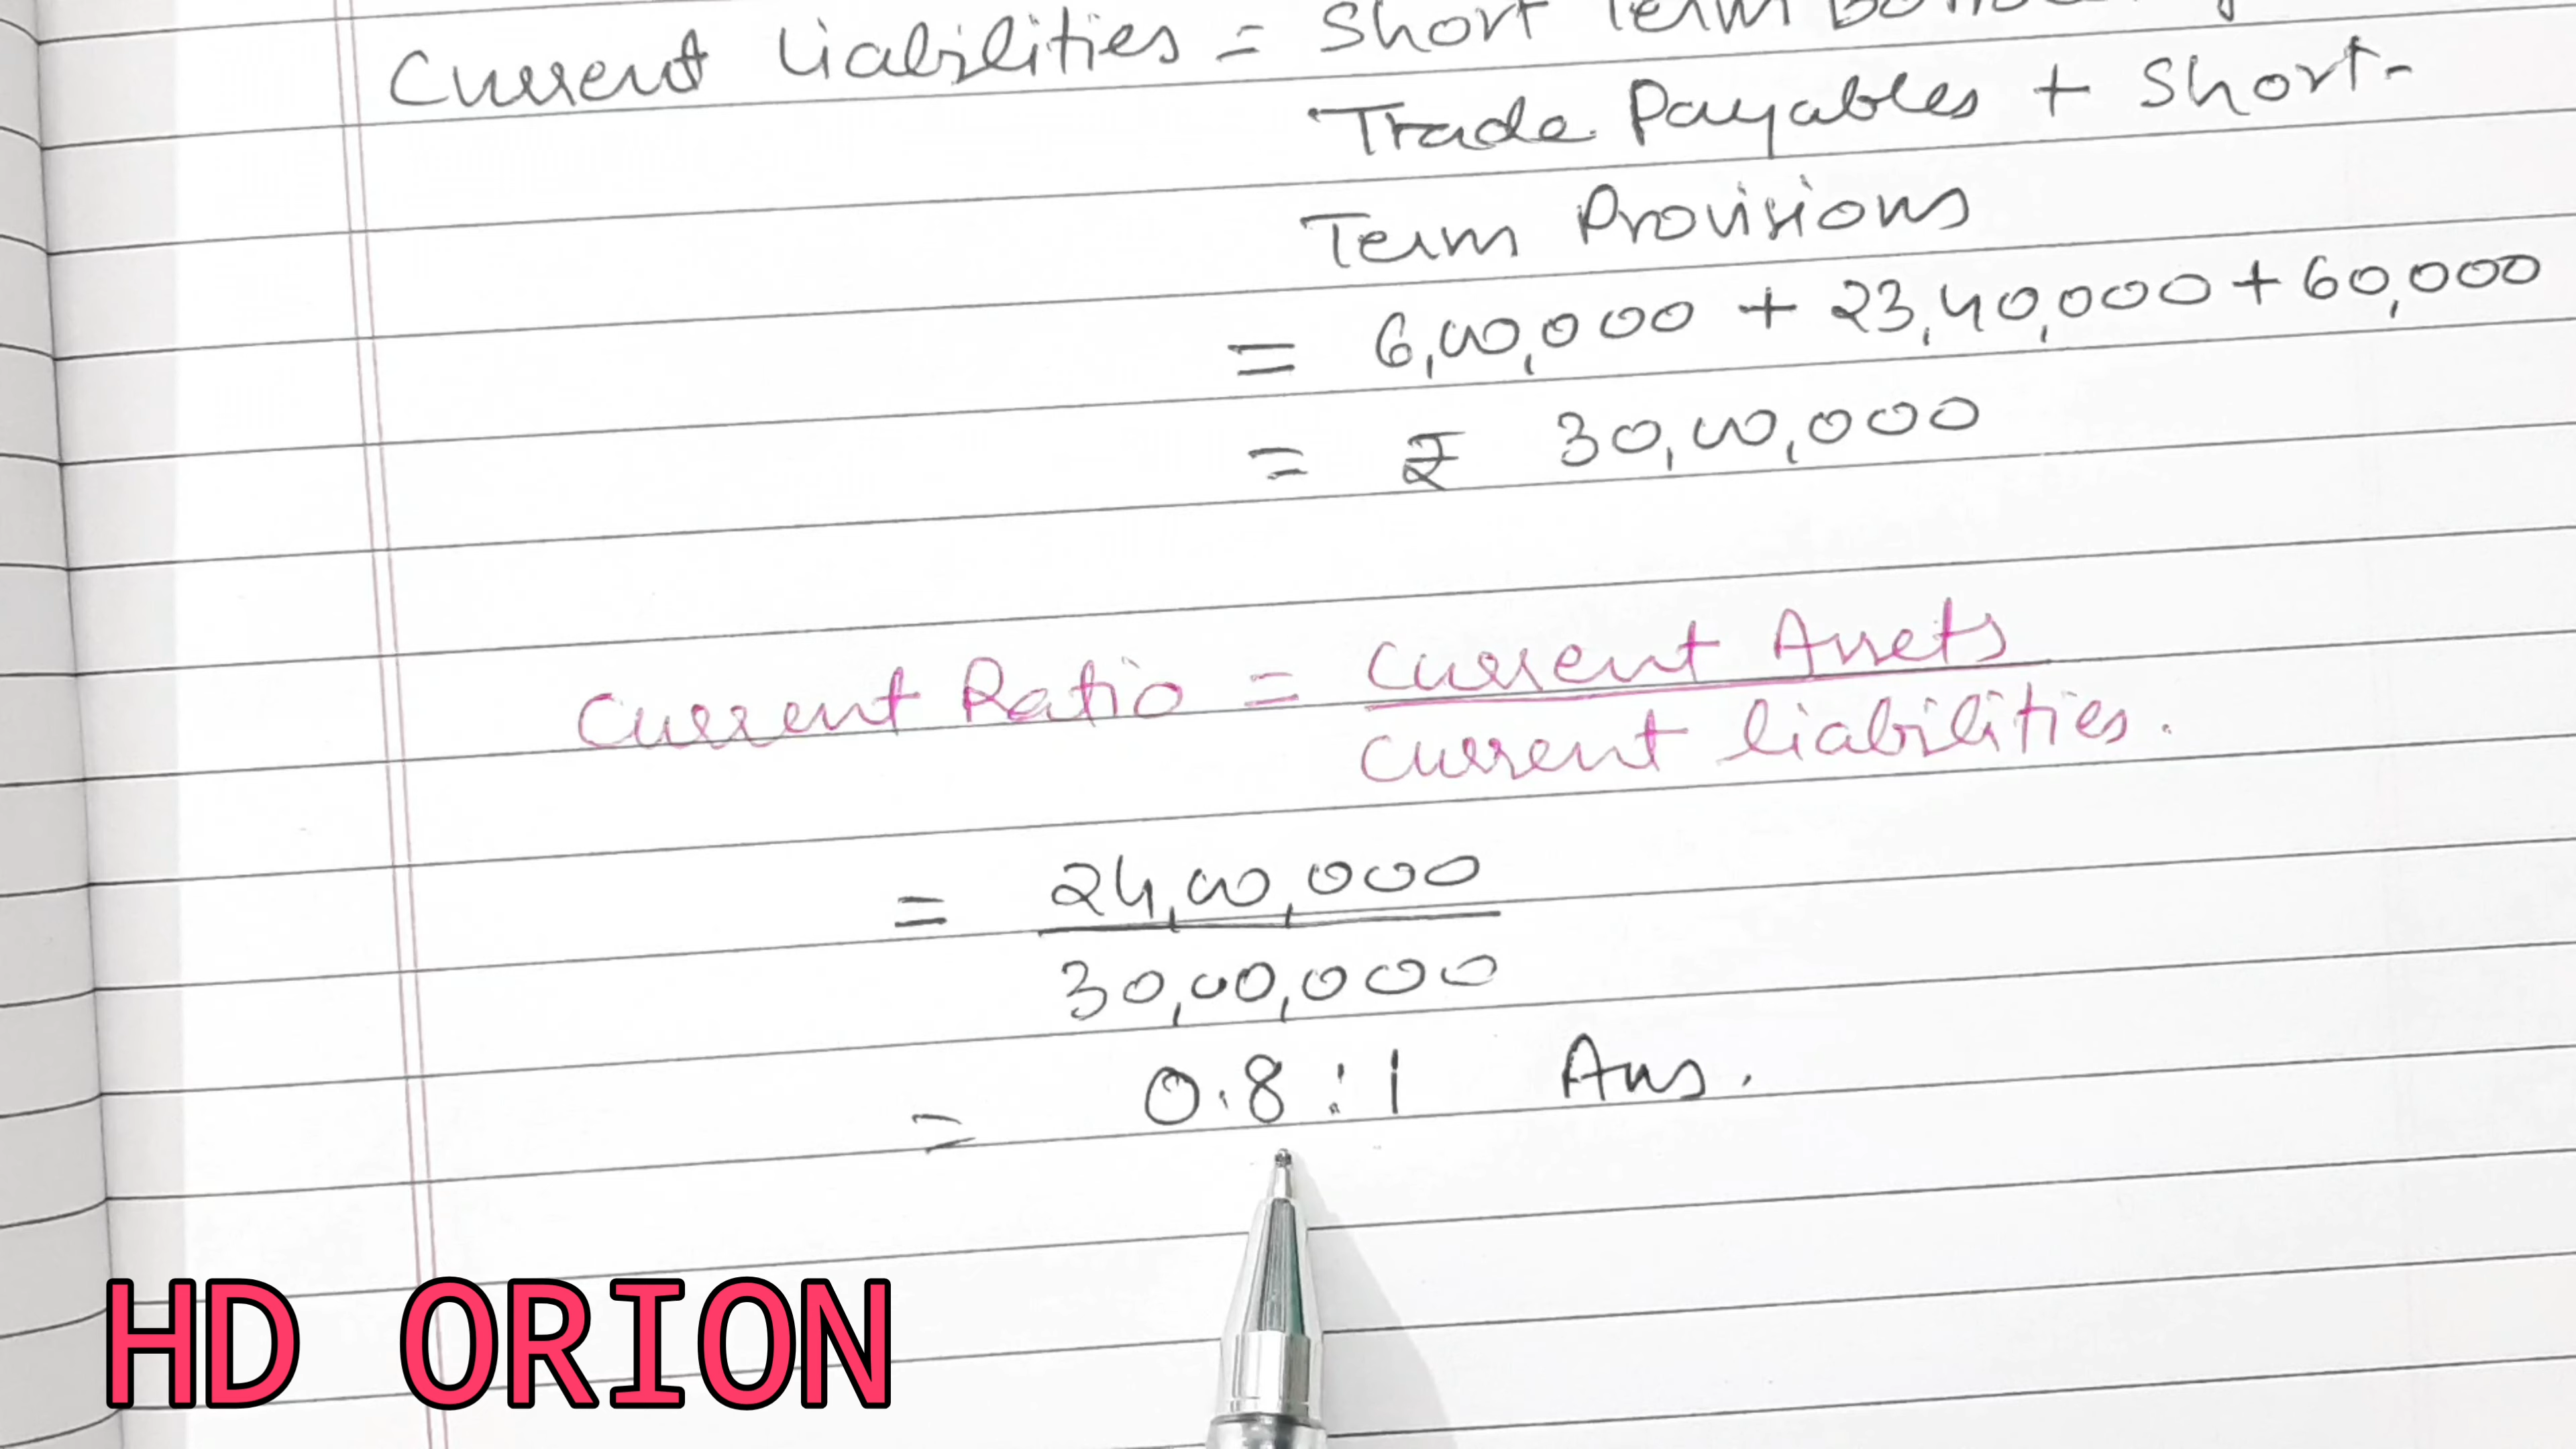 Current Liabilities = Short Term
Trade Payables + Short-
Term Provisions
= 6,00,000 + 23,40,000 + 60,000
= ₹ 30,00,000
Current Ratio = Current Assets
Current liabilities.
= 24,00,000
30,00,000
= 0.8 : 1 Ans.
HD ORION